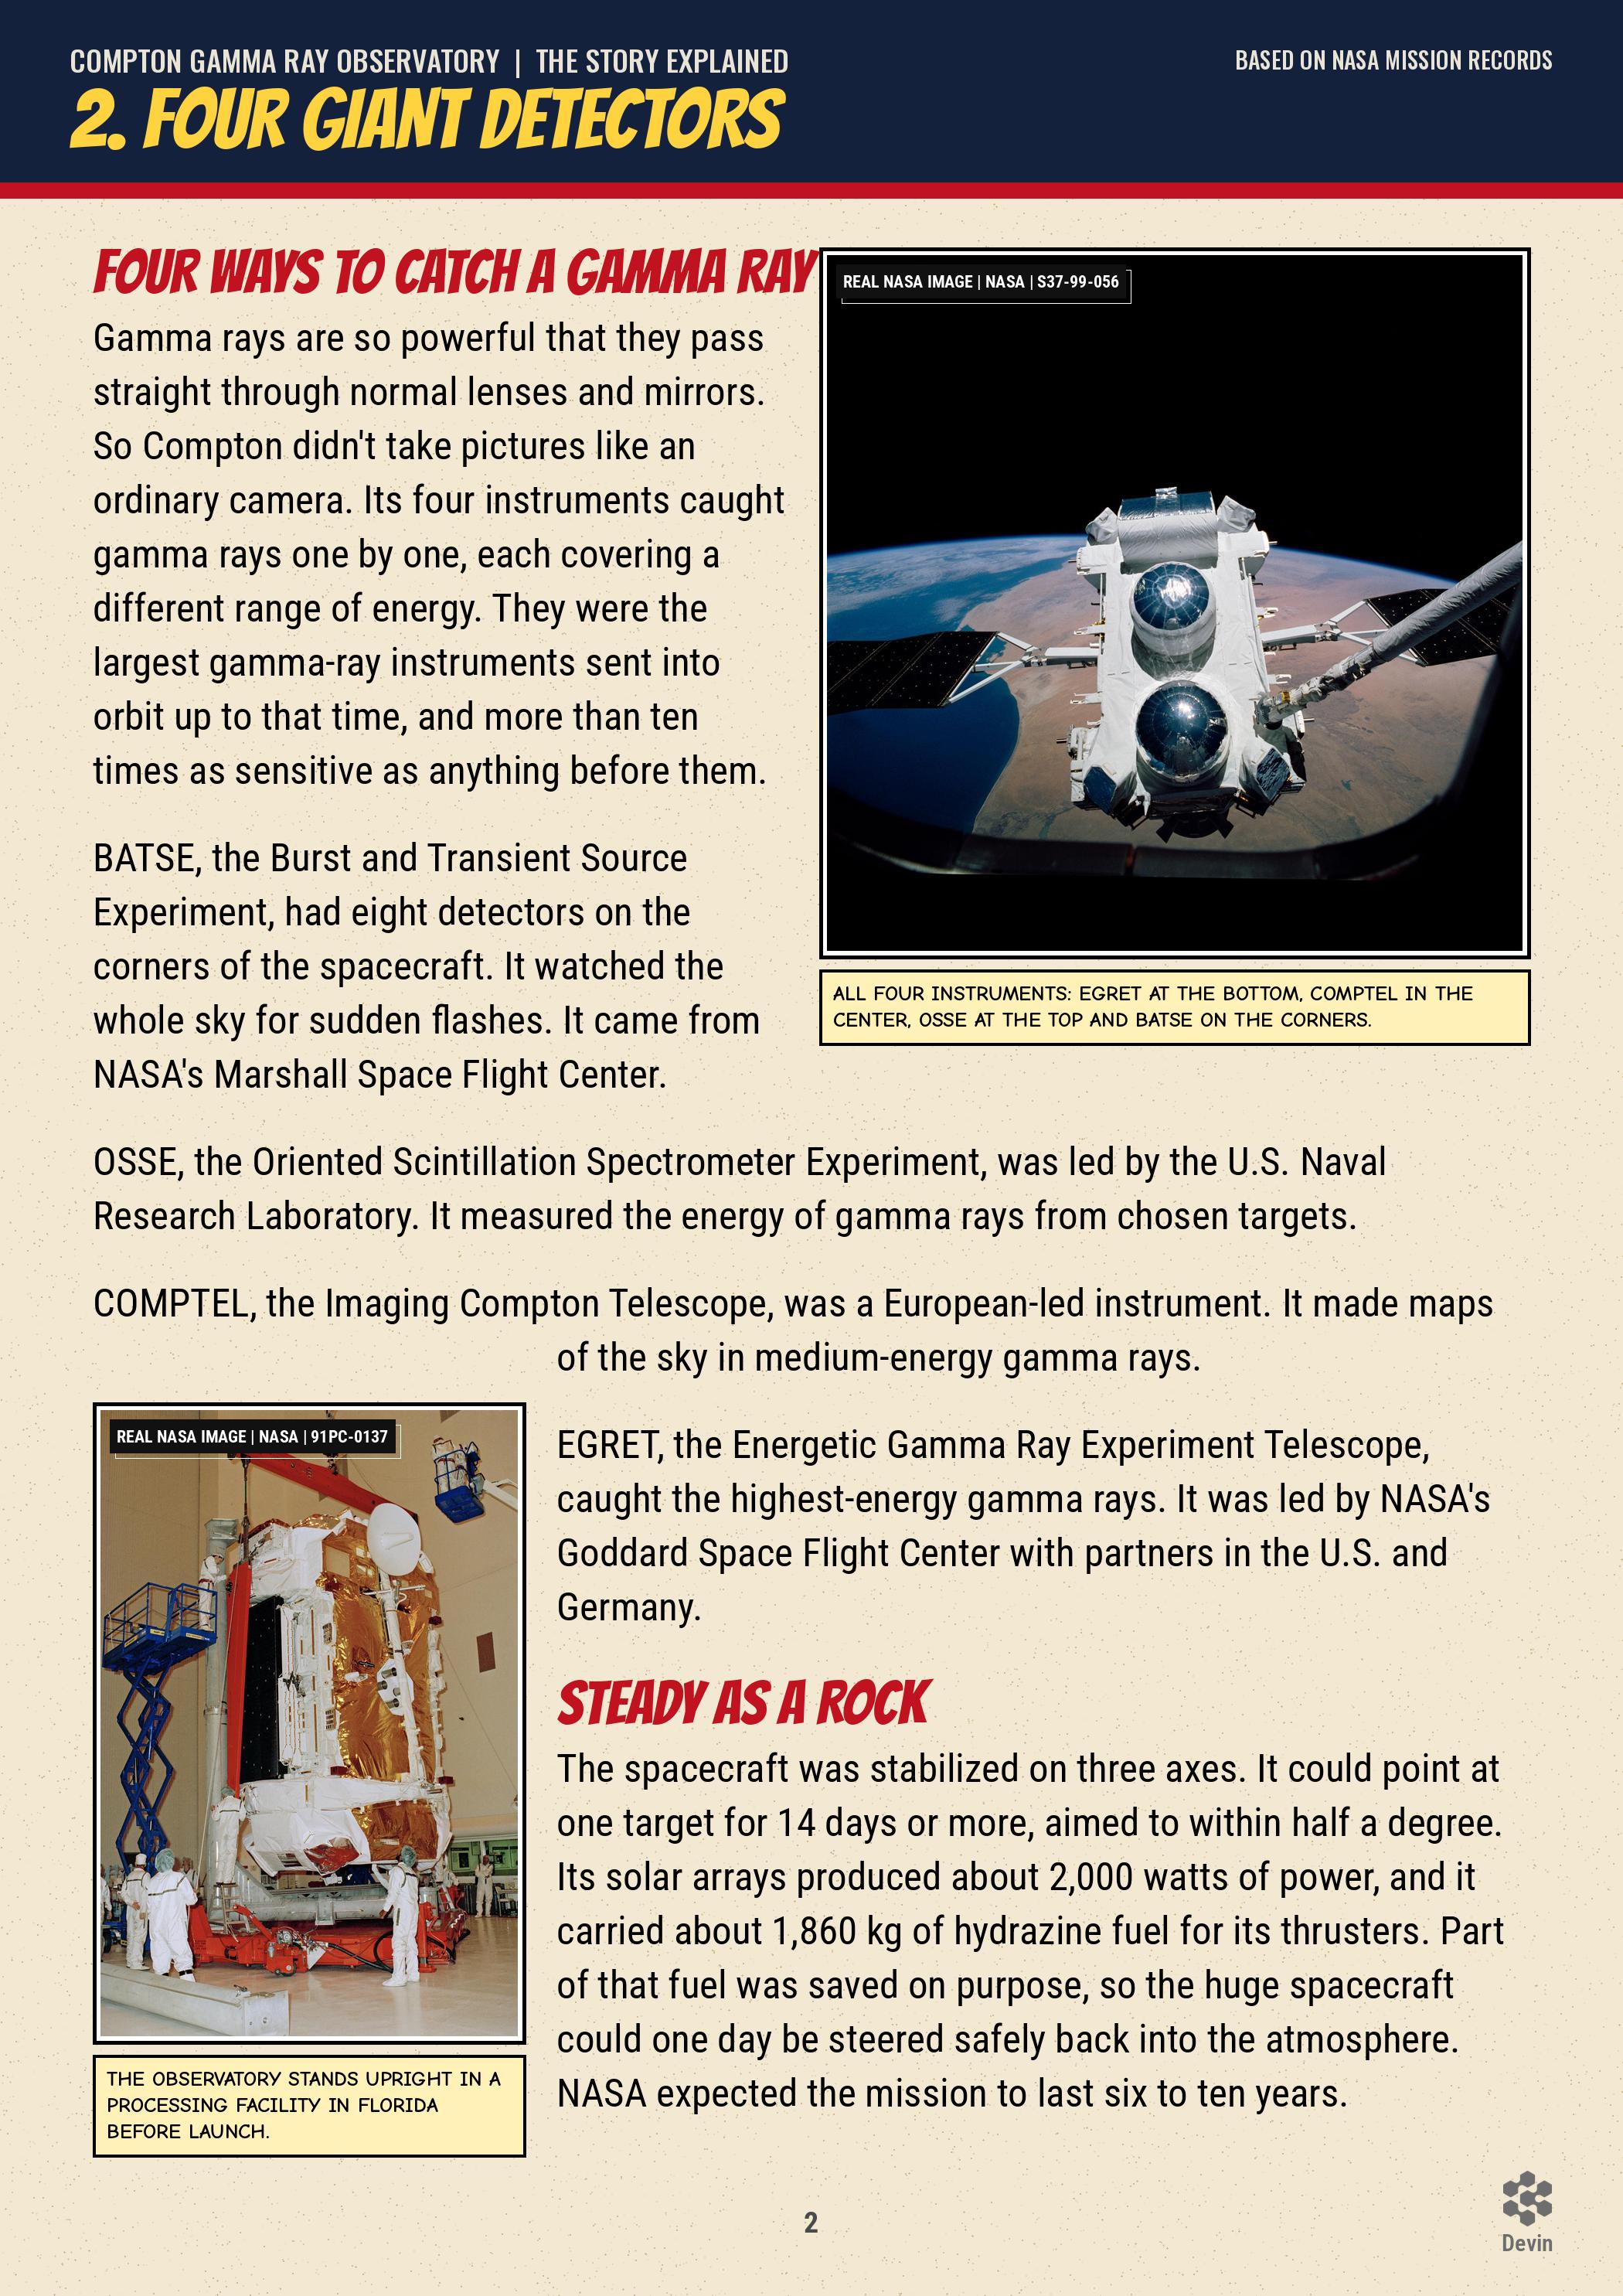 COMPTON GAMMA RAY OBSERVATORY | THE STORY EXPLAINED
BASED ON NASA MISSION RECORDS
2. FOUR GIANT DETECTORS
FOUR WAYS TO CATCH A GAMMA RAY
Gamma rays are so powerful that they pass
straight through normal lenses and mirrors.
So Compton didn't take pictures like an
ordinary camera. Its four instruments caught
gamma rays one by one, each covering a
different range of energy. They were the
largest gamma-ray instruments sent into
orbit up to that time, and more than ten
times as sensitive as anything before them.
BATSE, the Burst and Transient Source
Experiment, had eight detectors on the
corners of the spacecraft. It watched the
whole sky for sudden flashes. It came from
NASA's Marshall Space Flight Center.
REAL NASA IMAGE | NASA | S37-99-056
ALL FOUR INSTRUMENTS: EGRET AT THE BOTTOM, COMPTEL IN THE
CENTER, OSSE AT THE TOP AND BATSE ON THE CORNERS.
OSSE, the Oriented Scintillation Spectrometer Experiment, was led by the U.S. Naval
Research Laboratory. It measured the energy of gamma rays from chosen targets.
COMPTEL, the Imaging Compton Telescope, was a European-led instrument. It made maps
of the sky in medium-energy gamma rays.
REAL NASA IMAGE | NASA | 91PC-0137
THE OBSERVATORY STANDS UPRIGHT IN A
PROCESSING FACILITY IN FLORIDA
BEFORE LAUNCH.
EGRET, the Energetic Gamma Ray Experiment Telescope,
caught the highest-energy gamma rays. It was led by NASA's
Goddard Space Flight Center with partners in the U.S. and
Germany.
STEADY AS A ROCK
The spacecraft was stabilized on three axes. It could point at
one target for 14 days or more, aimed to within half a degree.
Its solar arrays produced about 2,000 watts of power, and it
carried about 1,860 kg of hydrazine fuel for its thrusters. Part
of that fuel was saved on purpose, so the huge spacecraft
could one day be steered safely back into the atmosphere.
NASA expected the mission to last six to ten years.
2
Devin